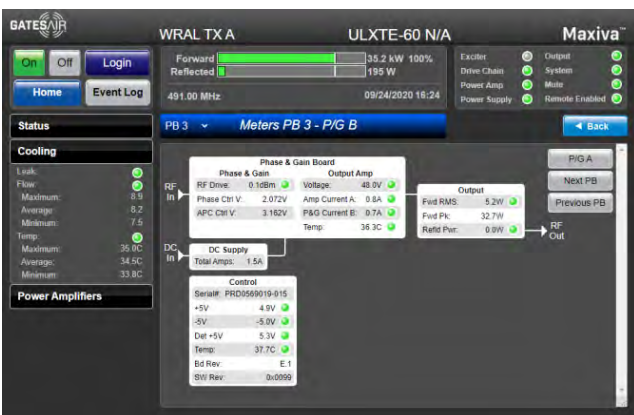 GATESAIR
WRAL TX A
ULXTE-60 N/A
Maxiva™
On
Off
Login
Home
Event Log
Forward
35.2 kW 100%
Reflected
195 W
491.00 MHz
09/24/2020 16:24
Exciter
Output
Drive Chain
System
Power Amp
Mute
Power Supply
Remote Enabled
Status
PB 3
Meters PB 3 - P/G B
Back
Cooling
Leak:
Flow:
Maximum: 8.9
Average: 8.2
Minimum: 7.5
Temp:
Maximum: 35.0C
Average: 34.5C
Minimum: 33.8C
Power Amplifiers
P/G A
Next PB
Previous PB
RF In
Phase & Gain Board
Phase & Gain
Output Amp
RF Drive: 0.1dBm
Voltage: 48.0V
Phase Ctrl V: 2.072V
Amp Current A: 0.8A
APC Ctrl V: 3.162V
P&G Current B: 0.7A
Temp: 36.3C
Output
Fwd RMS: 5.2W
Fwd Pk: 32.7W
Refld Pwr: 0.0W
RF Out
DC In
DC Supply
Total Amps: 1.5A
Control
Serial#: PRD0569019-015
+5V 4.9V
-5V -5.0V
Det +5V 5.3V
Temp: 37.7C
Bd Rev: E.1
SW Rev: 0x0099